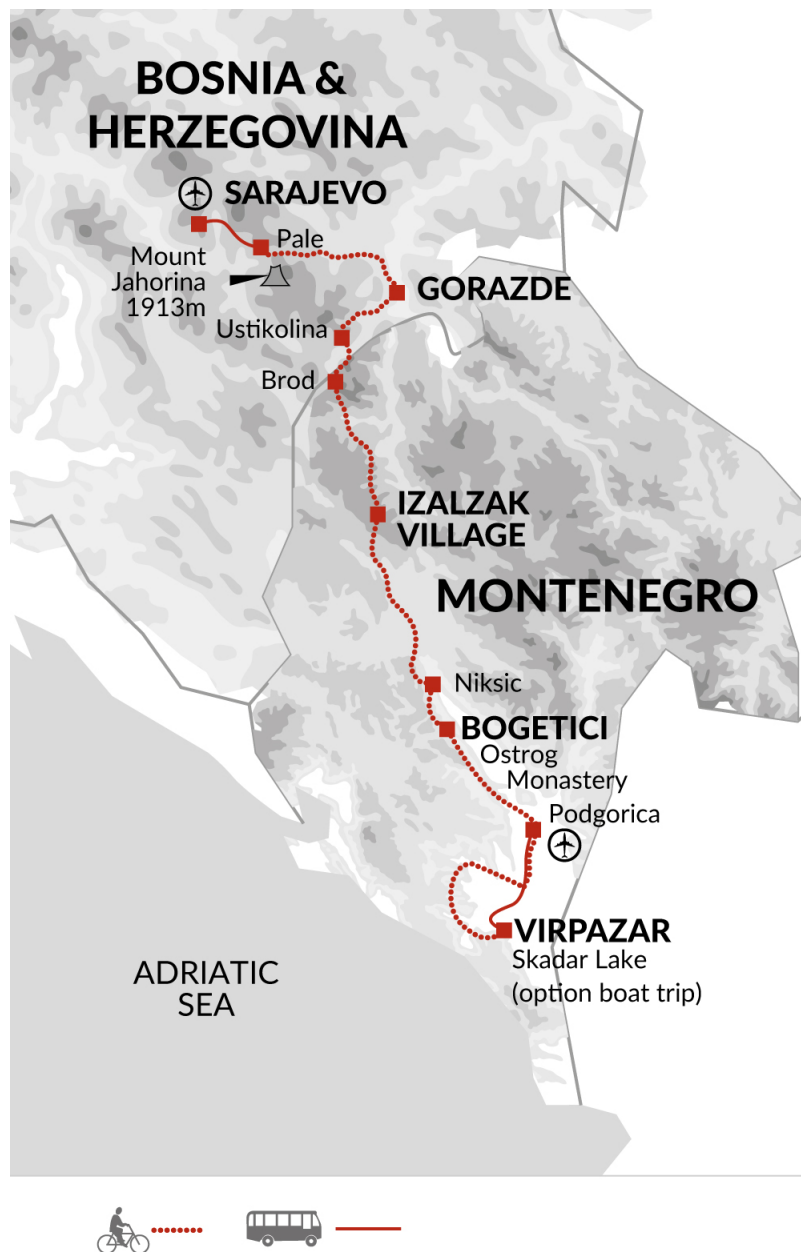 BOSNIA &
HERZEGOVINA
SARAJEVO
Pale
Mount
Jahorina
1913m
GORAZDE
Ustikolina
Brod
IZALZAK
VILLAGE
MONTENEGRO
Niksic
BOGETICI
Ostrog
Monastery
Podgorica
VIRPAZAR
Skadar Lake
(option boat trip)
ADRIATIC
SEA